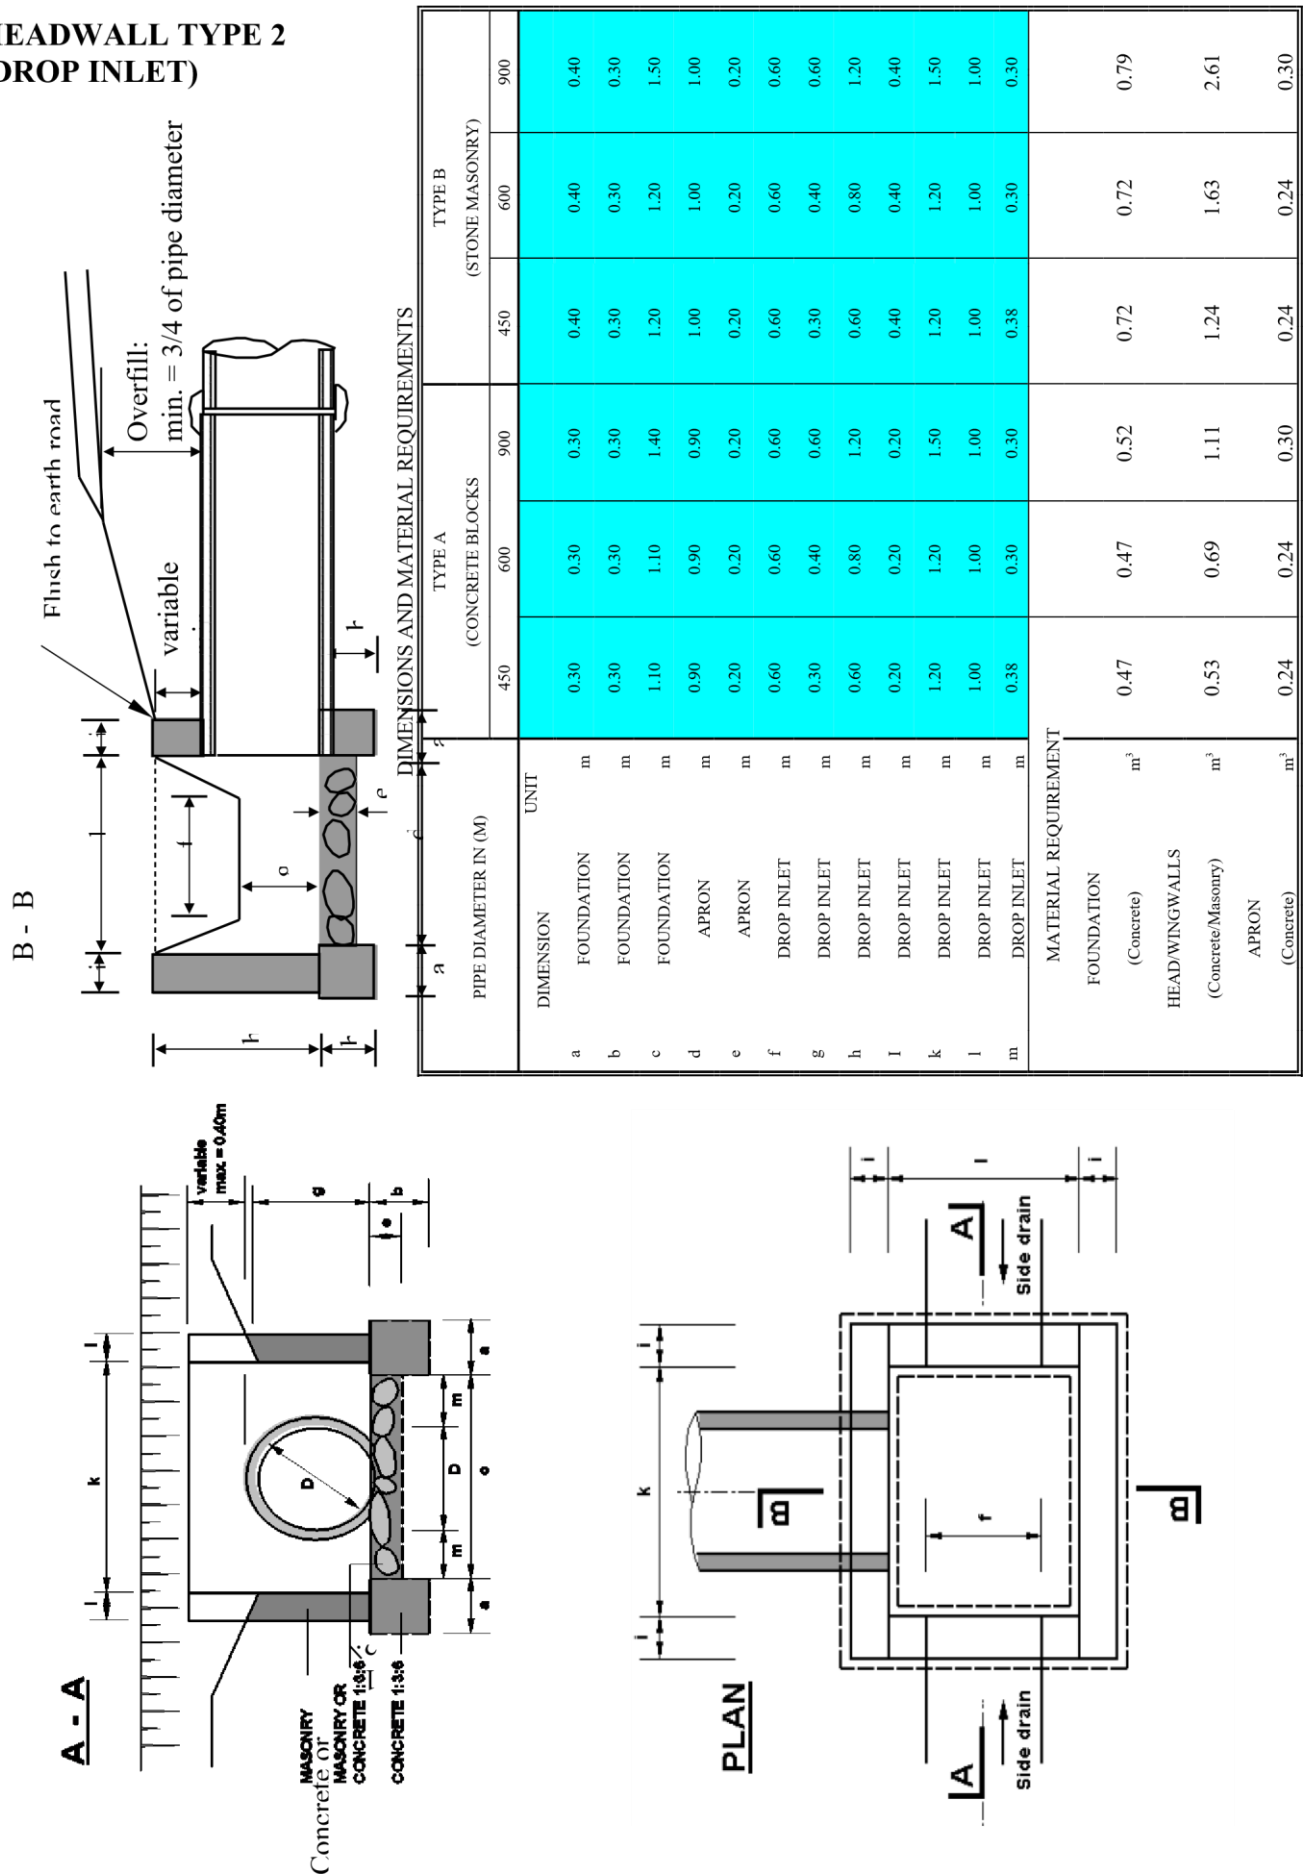 HEADWALL TYPE 2
(DROP INLET)
B - B
Flush to earth road
variable
Overfill:
min. = 3/4 of pipe diameter
i
l
i
f
g
e
h
b
b
a
d
a
DIMENSIONS AND MATERIAL REQUIREMENTS
PIPE DIAMETER IN (M) TYPE A TYPE B
(CONCRETE BLOCKS (STONE MASONRY)
450 600 900 450 600 900
DIMENSION UNIT
a FOUNDATION m 0.30 0.30 0.30 0.40 0.40 0.40
b FOUNDATION m 0.30 0.30 0.30 0.30 0.30 0.30
c FOUNDATION m 1.10 1.10 1.40 1.20 1.20 1.50
d APRON m 0.90 0.90 0.90 1.00 1.00 1.00
e APRON m 0.20 0.20 0.20 0.20 0.20 0.20
f DROP INLET m 0.60 0.60 0.60 0.60 0.60 0.60
g DROP INLET m 0.30 0.40 0.60 0.30 0.40 0.60
h DROP INLET m 0.60 0.80 1.20 0.60 0.80 1.20
I DROP INLET m 0.20 0.20 0.20 0.40 0.40 0.40
k DROP INLET m 1.20 1.20 1.50 1.20 1.20 1.50
l DROP INLET m 1.00 1.00 1.00 1.00 1.00 1.00
m DROP INLET m 0.38 0.30 0.30 0.38 0.30 0.30
MATERIAL REQUIREMENT
FOUNDATION
(Concrete) m³ 0.47 0.47 0.52 0.72 0.72 0.79
HEAD/WINGWALLS
(Concrete/Masonry) m³ 0.53 0.69 1.11 1.24 1.63 2.61
APRON
(Concrete) m³ 0.24 0.24 0.30 0.24 0.24 0.30
A - A
l
k
l
variable
max. = 0.40m
g
b
e
D
m
D
m
a
c
a
MASONRY
Concrete or
MASONRY OR
CONCRETE 1:3:6
CONCRETE 1:3:6
PLAN
i
k
i
i
l
i
B
B
f
A
A
Side drain
Side drain